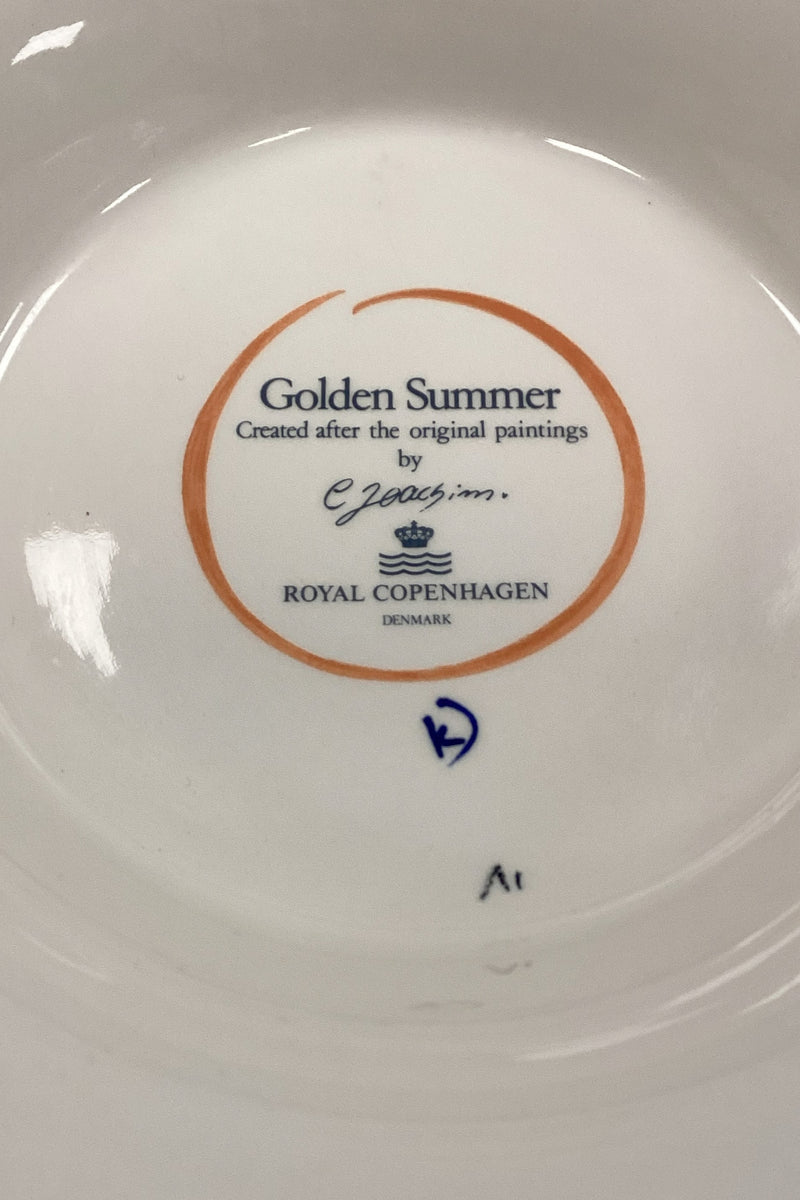 Golden Summer
Created after the original paintings
by
C Joachim.
ROYAL COPENHAGEN
DENMARK
K